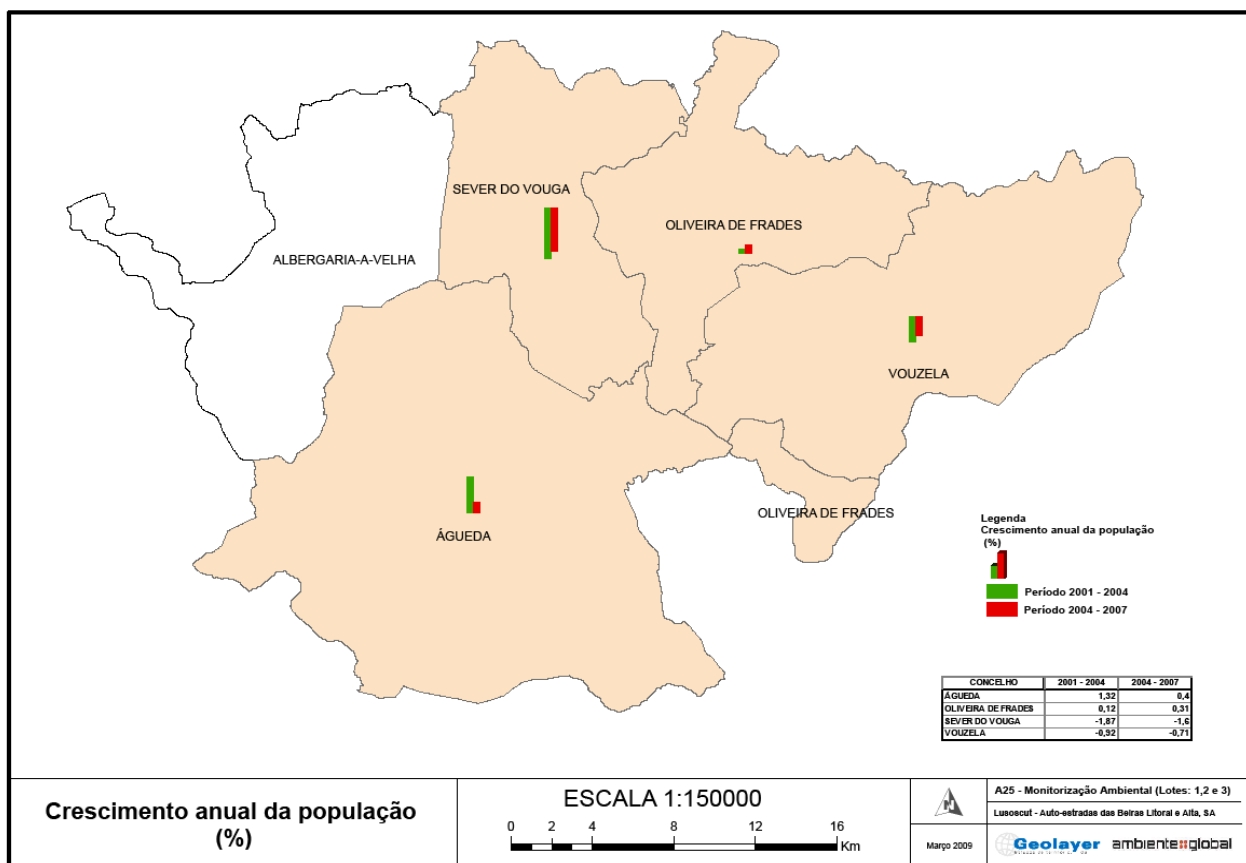 SEVER DO VOUGA
OLIVEIRA DE FRADES
ALBERGARIA-A-VELHA
VOUZELA
OLIVEIRA DE FRADES
ÁGUEDA
Legenda
Crescimento anual da população
(%)
Período 2001 - 2004
Período 2004 - 2007
CONCELHO 2001 - 2004 2004 - 2007
ÁGUEDA 1,32 0,4
OLIVEIRA DE FRADES 0,12 0,31
SEVER DO VOUGA -1,87 -1,6
VOUZELA -0,92 -0,71
Crescimento anual da população
(%)
ESCALA 1:150000
0 2 4 8 12 16
Km
N
Março 2009
A25 - Monitorização Ambiental (Lotes: 1,2 e 3)
Lusoscut - Auto-estradas das Beiras Litoral e Alta, SA
Geolayer
ambiente global